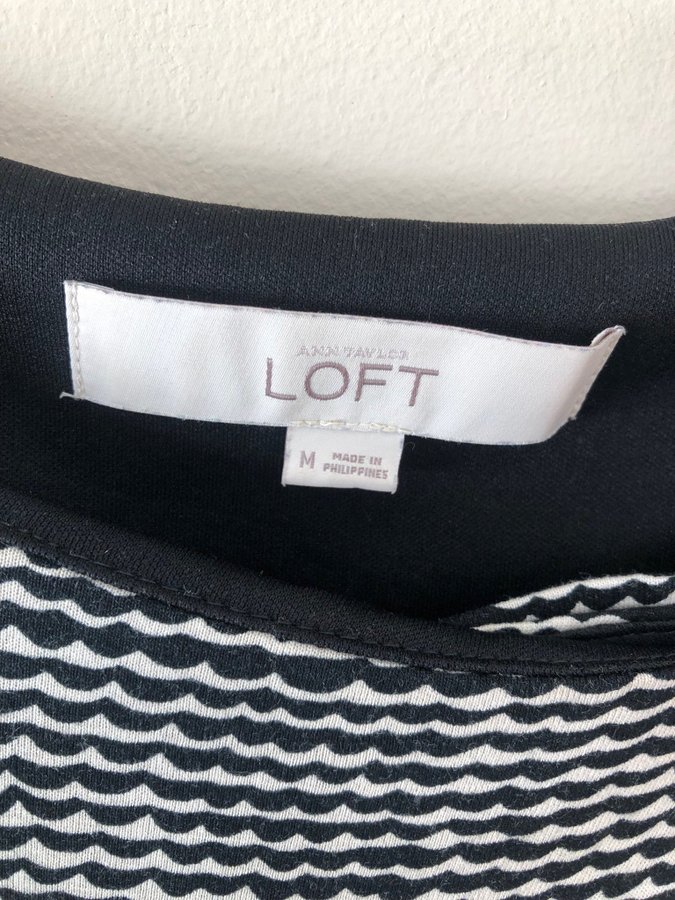 ANN TAYLOR
LOFT
M
MADE IN
PHILIPPINES